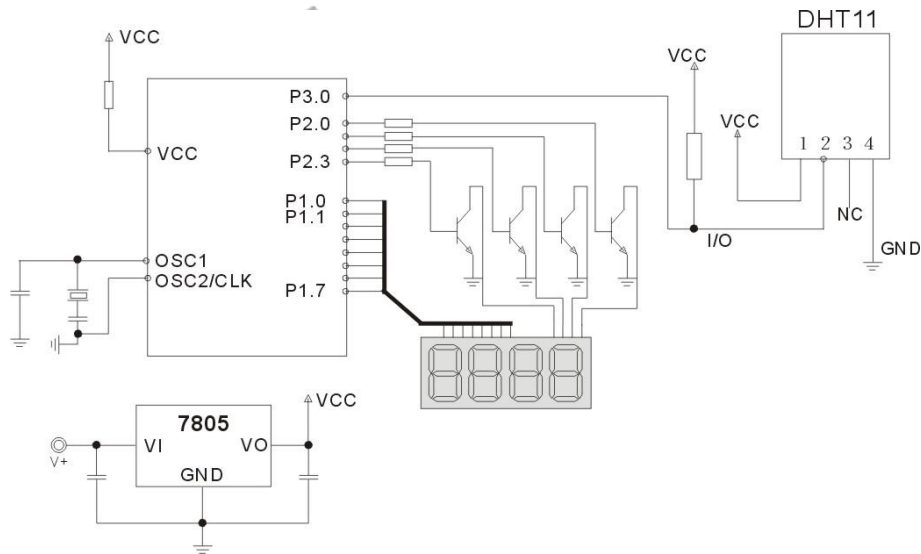 DHT11
VCC
VCC
VCC
1 2 3 4
NC
I/O
GND
VCC
P3.0
P2.0
P2.3
P1.0
P1.1
P1.7
OSC1
OSC2/CLK
7805
VI
VO
GND
V+
VCC